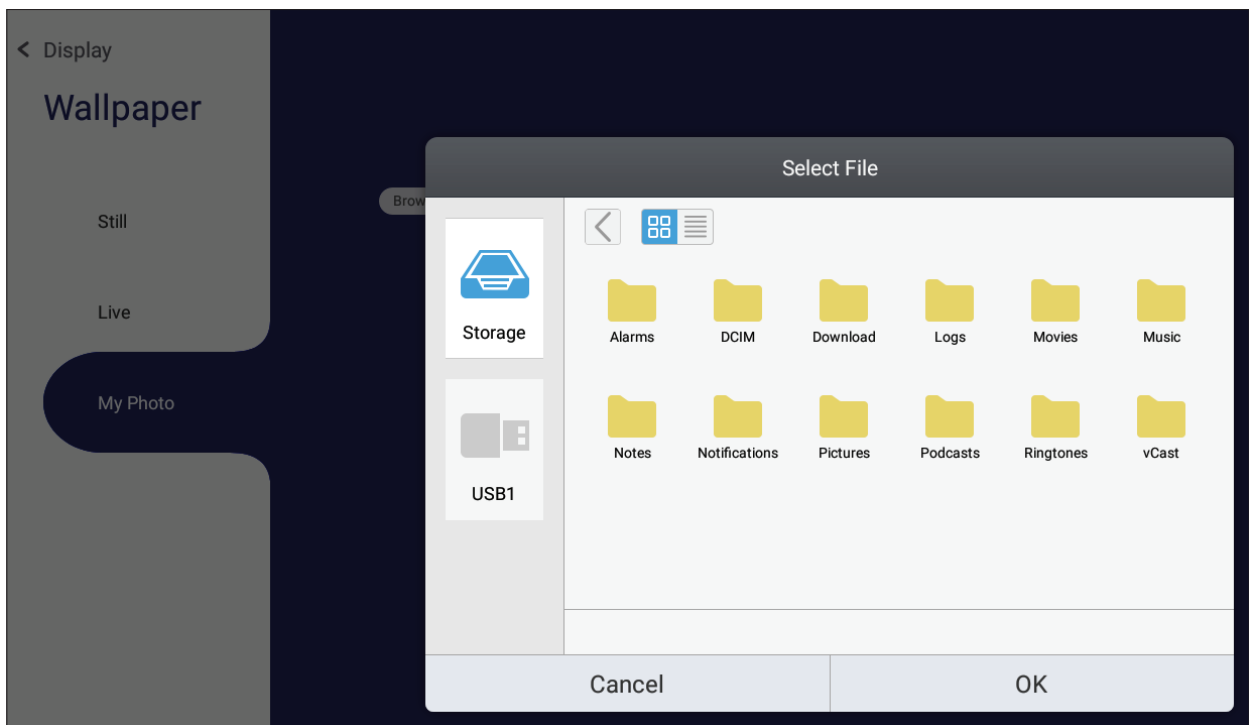 Display
Wallpaper
Still
Live
My Photo
Brow
Select File
Storage
USB1
Alarms DCIM Download Logs Movies Music
Notes Notifications Pictures Podcasts Ringtones vCast
Cancel OK